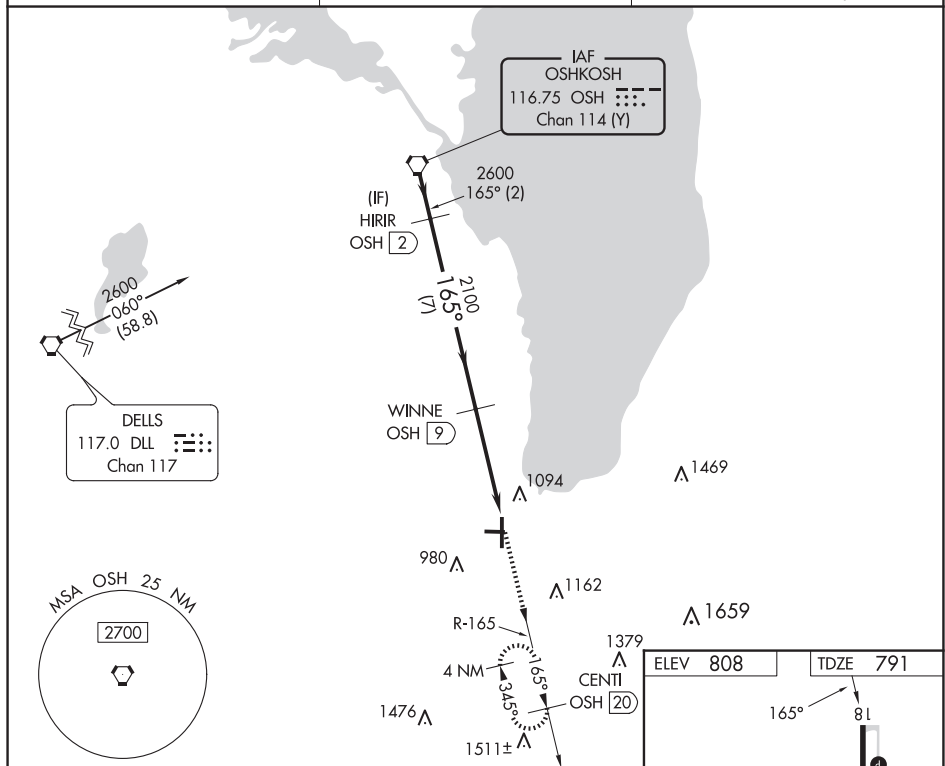 IAF
OSHKOSH
116.75 OSH
Chan 114 (Y)
2600
165° (2)
(IF)
HIRIR
OSH 2
2100
165°
(7)
2600
060°
(58.8)
DELLS
117.0 DLL
Chan 117
WINNE
OSH 9
1094
1469
980
1162
1659
MSA OSH 25 NM
2700
R-165
1379
4 NM
165°
345°
CENTI
OSH 20
1476
1511±
ELEV 808
TDZE 791
165°
18